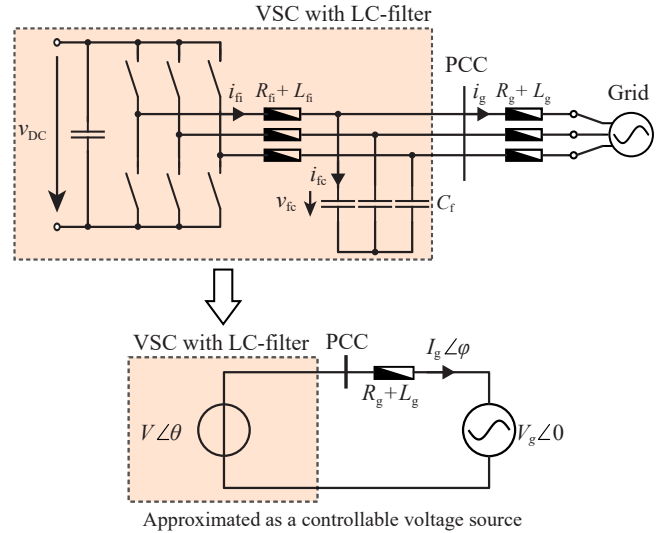 VSC with LC-filter
PCC
i_fi
R_fi + L_fi
i_g
R_g + L_g
Grid
v_DC
i_fc
v_fc
C_f
VSC with LC-filter
PCC
I_g∠φ
R_g+L_g
V∠θ
V_g∠0
Approximated as a controllable voltage source